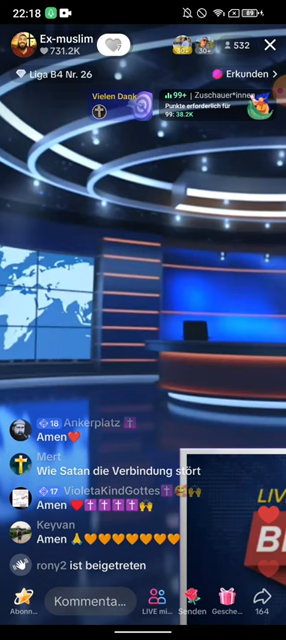 22:18
89
Ex-muslim
731.2K
532
Liga B4 Nr. 26
Erkunden >
Vielen Dank
99+ | Zuschauer*innen
Punkte erforderlich für
99: 38.2K
18 Ankerplatz
Amen❤️
Mert
Wie Satan die Verbindung stört
17 VioletaKindGottes✝️🥰🙌
Amen ❤️✝️✝️✝️✝️🙌
Keyvan
Amen 🙏🧡🧡🧡🧡🧡🧡🧡
rony2 ist beigetreten
LIV
Abonn...
Kommenta...
LIVE mi...
Senden
Gesche...
164